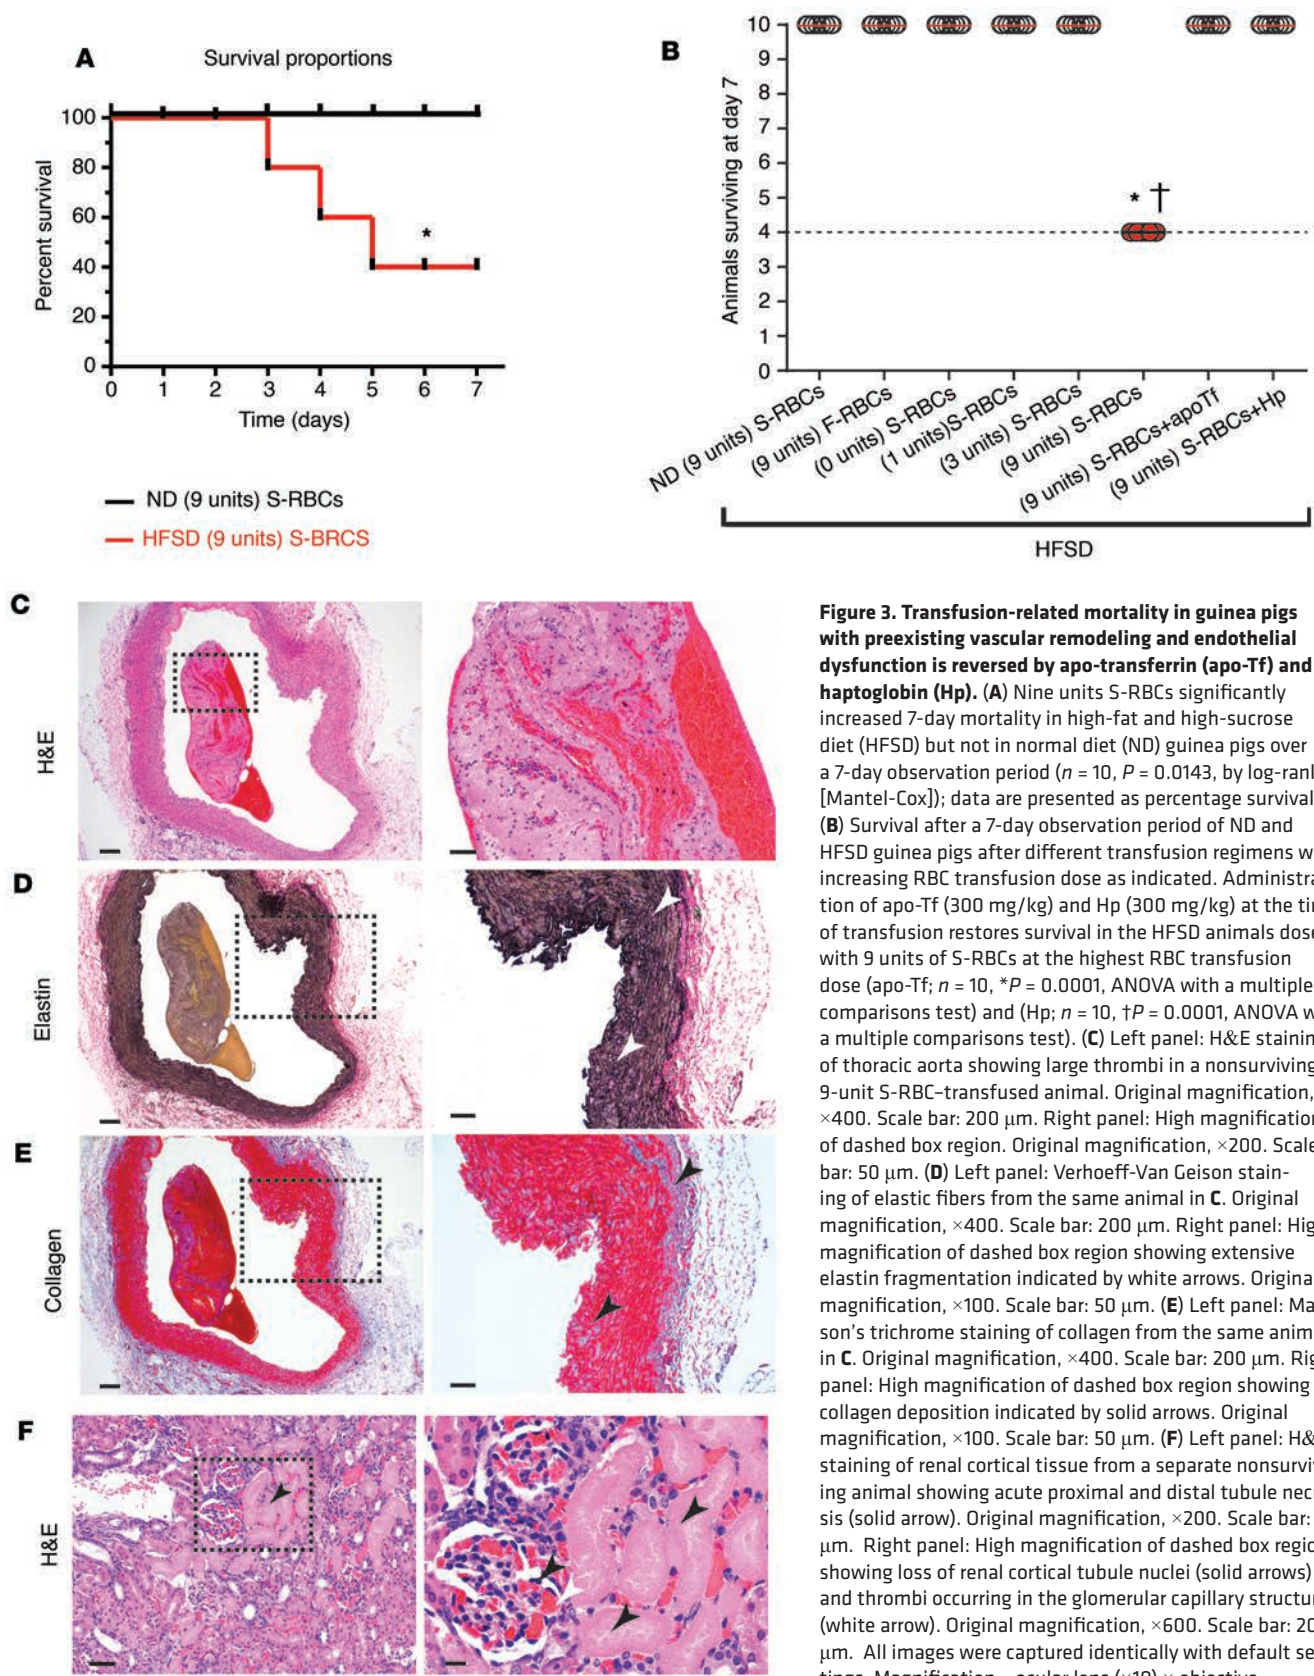 A
Survival proportions
100
80
60
40
20
0
Percent survival
*
0 1 2 3 4 5 6 7
Time (days)
ND (9 units) S-RBCs
HFSD (9 units) S-BRCS
B
10
9
8
7
6
5
4
3
2
1
0
Animals surviving at day 7
* †
ND (9 units) S-RBCs
(9 units) F-RBCs
(0 units) S-RBCs
(1 units)S-RBCs
(3 units) S-RBCs
(9 units) S-RBCs
(9 units) S-RBCs+apoTf
(9 units) S-RBCs+Hp
HFSD
C
H&E
D
Elastin
E
Collagen
F
H&E
Figure 3. Transfusion-related mortality in guinea pigs
with preexisting vascular remodeling and endothelial
dysfunction is reversed by apo-transferrin (apo-Tf) and
haptoglobin (Hp). (A) Nine units S-RBCs significantly
increased 7-day mortality in high-fat and high-sucrose
diet (HFSD) but not in normal diet (ND) guinea pigs over
a 7-day observation period (n = 10, P = 0.0143, by log-rank
[Mantel-Cox]); data are presented as percentage survival
(B) Survival after a 7-day observation period of ND and
HFSD guinea pigs after different transfusion regimens w
increasing RBC transfusion dose as indicated. Administra
tion of apo-Tf (300 mg/kg) and Hp (300 mg/kg) at the tim
of transfusion restores survival in the HFSD animals dose
with 9 units of S-RBCs at the highest RBC transfusion
dose (apo-Tf; n = 10, *P = 0.0001, ANOVA with a multiple
comparisons test) and (Hp; n = 10, †P = 0.0001, ANOVA w
a multiple comparisons test). (C) Left panel: H&E staining
of thoracic aorta showing large thrombi in a nonsurviving
9-unit S-RBC–transfused animal. Original magnification,
×400. Scale bar: 200 μm. Right panel: High magnification
of dashed box region. Original magnification, ×200. Scale
bar: 50 μm. (D) Left panel: Verhoeff-Van Geison stain-
ing of elastic fibers from the same animal in C. Original
magnification, ×400. Scale bar: 200 μm. Right panel: Hig
magnification of dashed box region showing extensive
elastin fragmentation indicated by white arrows. Original
magnification, ×100. Scale bar: 50 μm. (E) Left panel: Ma
son's trichrome staining of collagen from the same anim
in C. Original magnification, ×400. Scale bar: 200 μm. Rig
panel: High magnification of dashed box region showing
collagen deposition indicated by solid arrows. Original
magnification, ×100. Scale bar: 50 μm. (F) Left panel: H&
staining of renal cortical tissue from a separate nonsurviv
ing animal showing acute proximal and distal tubule necr
sis (solid arrow). Original magnification, ×200. Scale bar:
μm. Right panel: High magnification of dashed box regio
showing loss of renal cortical tubule nuclei (solid arrows)
and thrombi occurring in the glomerular capillary structur
(white arrow). Original magnification, ×600. Scale bar: 20
μm. All images were captured identically with default se